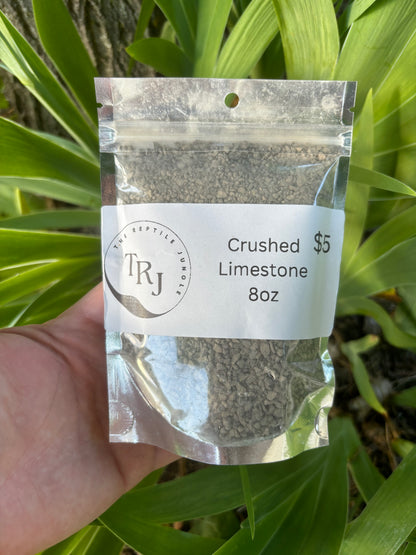 THE REPTILE JUNGLE
TRJ
Crushed $5
Limestone
8oz